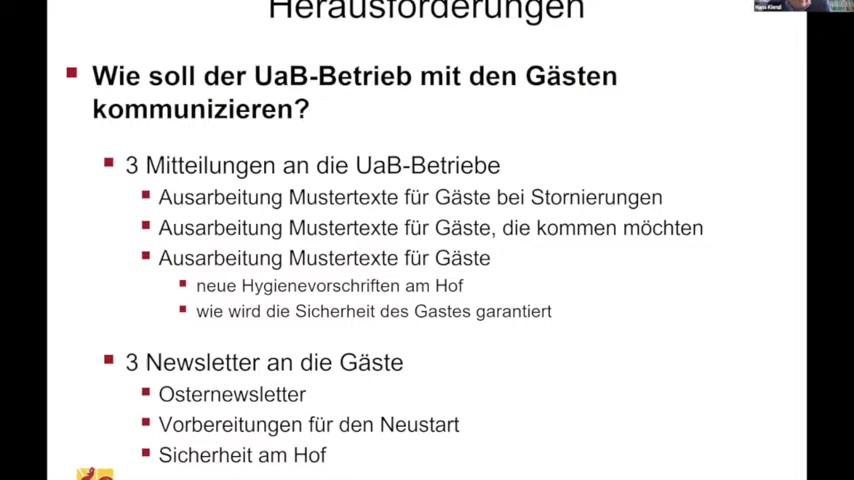 Herausforderungen
Hans Kienzl
Wie soll der UaB-Betrieb mit den Gästen
kommunizieren?
3 Mitteilungen an die UaB-Betriebe
Ausarbeitung Mustertexte für Gäste bei Stornierungen
Ausarbeitung Mustertexte für Gäste, die kommen möchten
Ausarbeitung Mustertexte für Gäste
neue Hygienevorschriften am Hof
wie wird die Sicherheit des Gastes garantiert
3 Newsletter an die Gäste
Osternewsletter
Vorbereitungen für den Neustart
Sicherheit am Hof